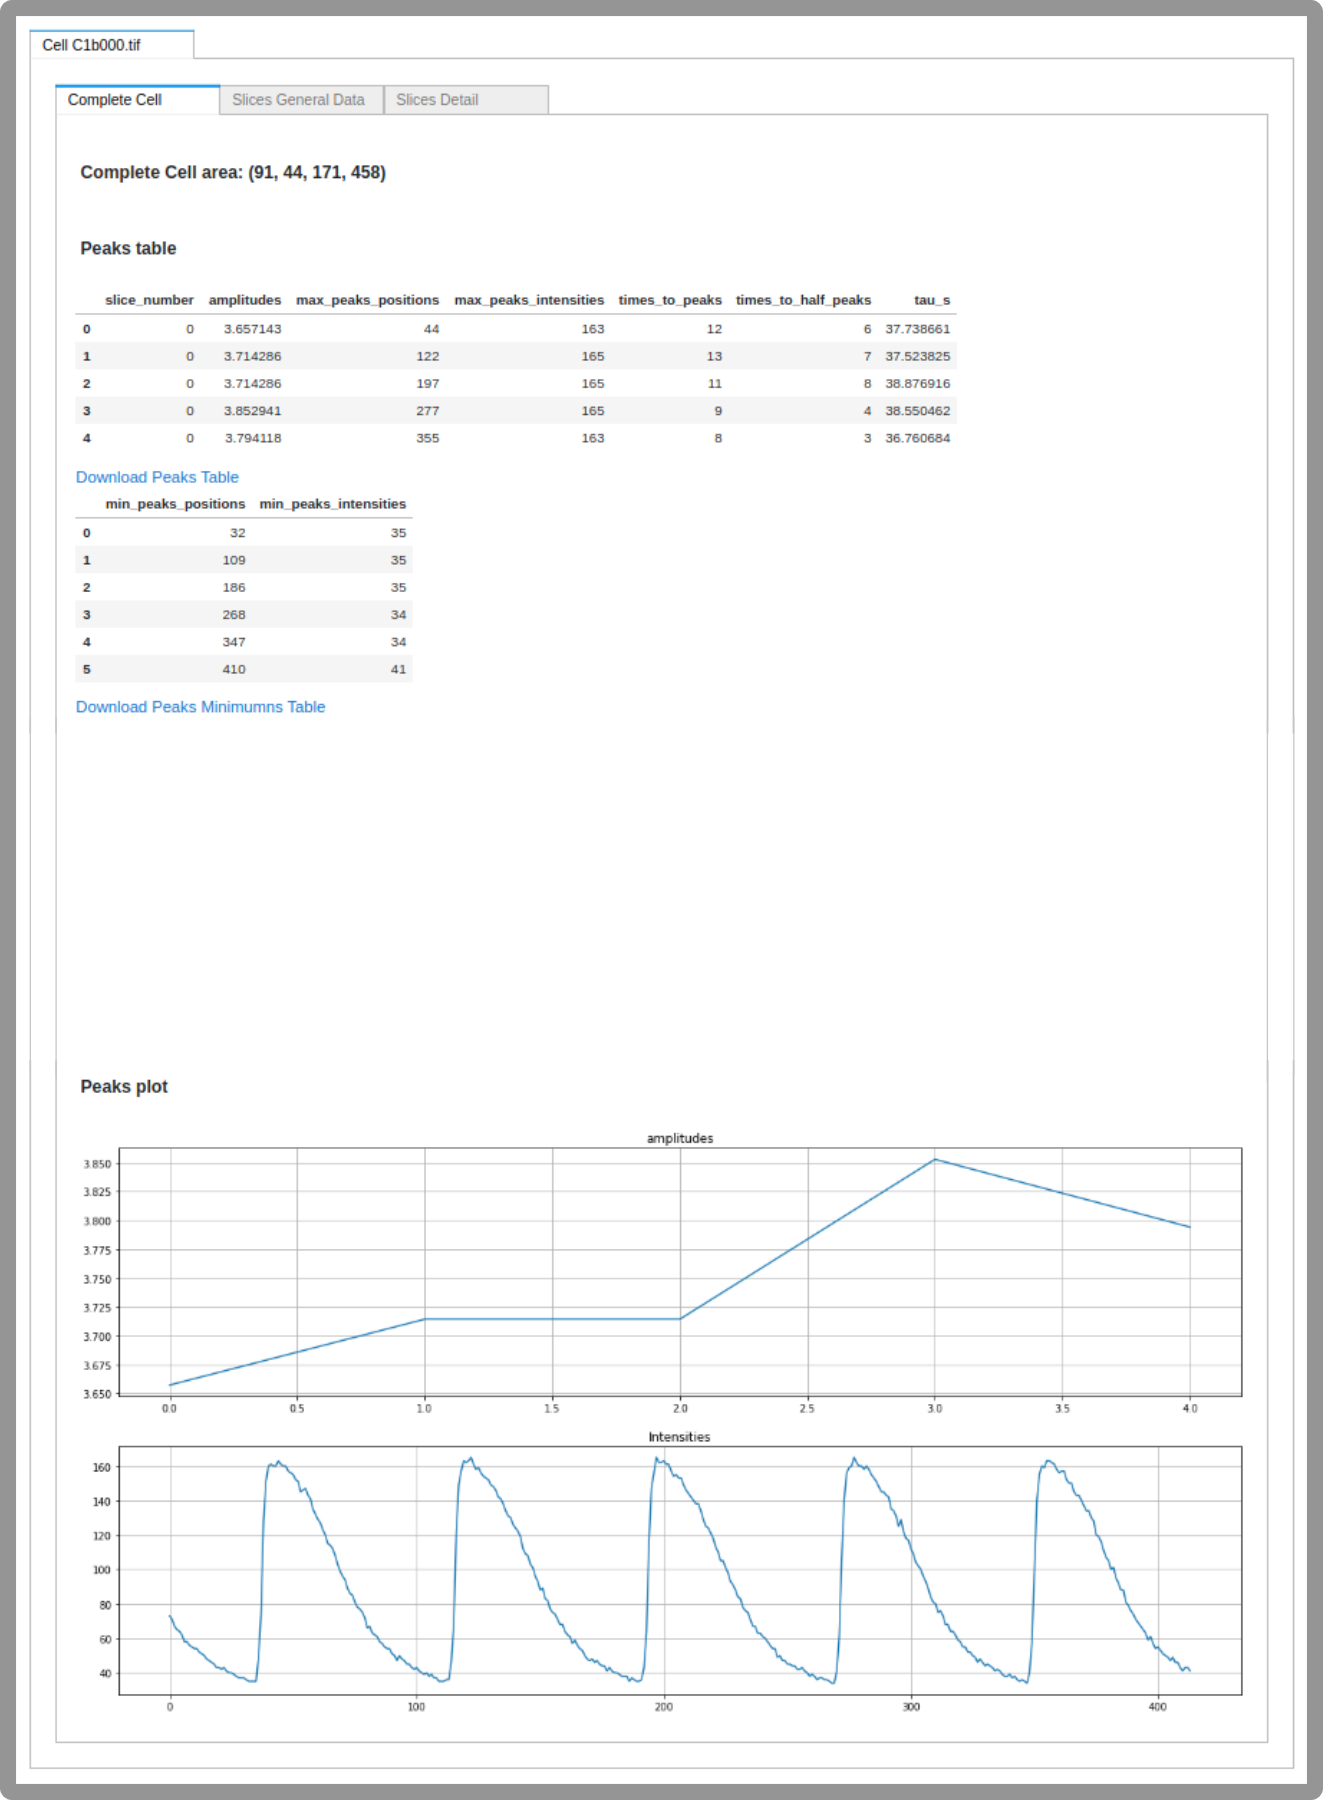 Cell C1b000.tif
Complete Cell Slices General Data Slices Detail
Complete Cell area: (91, 44, 171, 458)
Peaks table
slice_number amplitudes max_peaks_positions max_peaks_intensities times_to_peaks times_to_half_peaks tau_s
0 0 3.657143 44 163 12 6 37.738661
1 0 3.714286 122 165 13 7 37.523825
2 0 3.714286 197 165 11 8 38.876916
3 0 3.852941 277 165 9 4 38.550462
4 0 3.794118 355 163 8 3 36.760684
Download Peaks Table
min_peaks_positions min_peaks_intensities
0 32 35
1 109 35
2 186 35
3 268 34
4 347 34
5 410 41
Download Peaks Minimumns Table
Peaks plot
amplitudes
3.850
3.825
3.800
3.775
3.750
3.725
3.700
3.675
3.650
0.0 0.5 1.0 1.5 2.0 2.5 3.0 3.5 4.0
Intensities
160
140
120
100
80
60
40
0 100 200 300 400